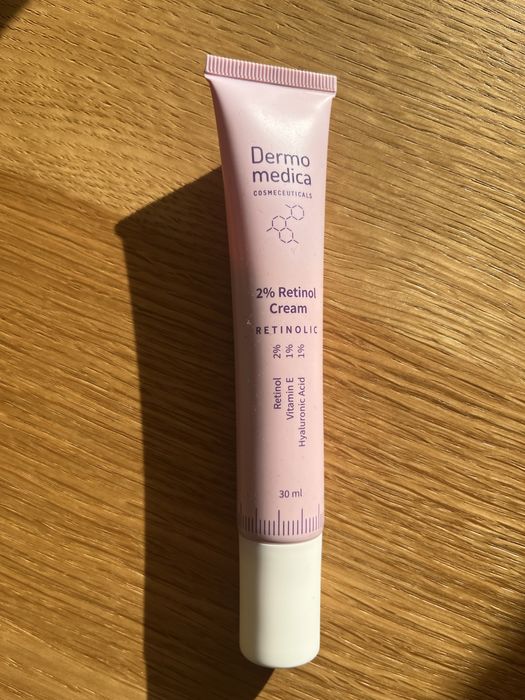 Dermo
medica
COSMECEUTICALS
2% Retinol
Cream
RETINOLIC
Retinol 2%
Vitamin E 1%
Hyaluronic Acid 1%
30 ml